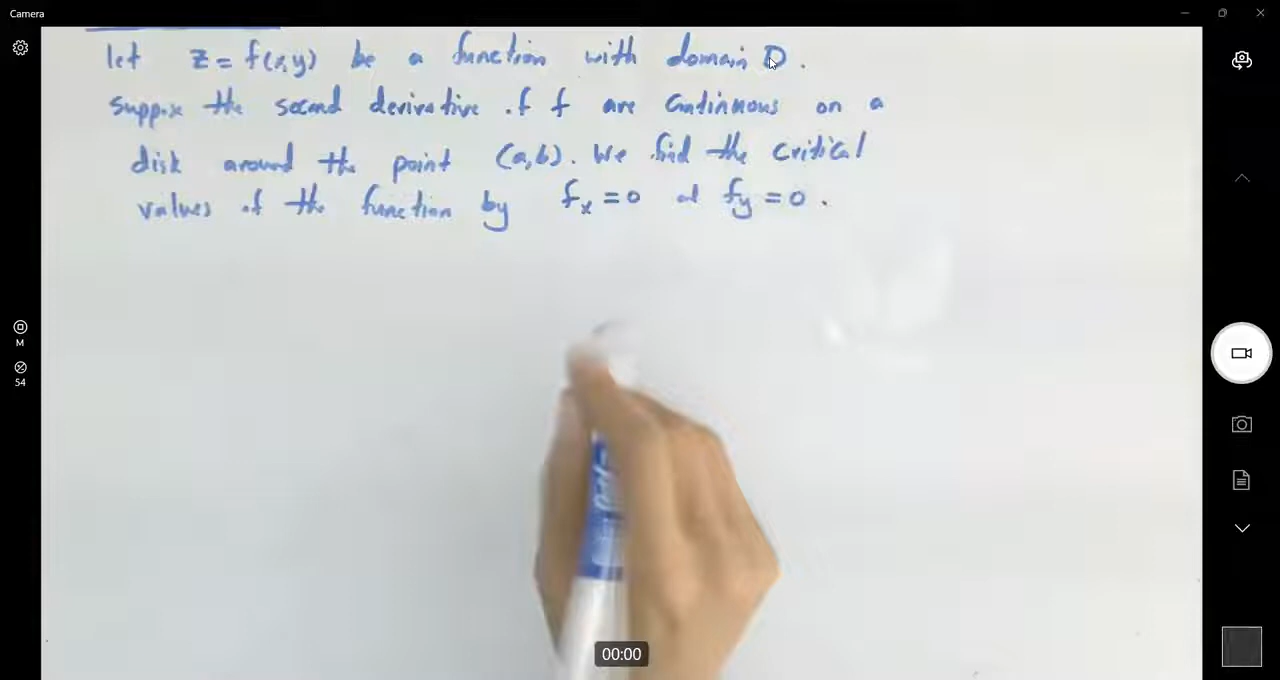 Camera
let z = f(x,y) be a function with domain D.
suppose the second derivative of f are continuous on a
disk around the point (a,b). We find the critical
values of the function by fx = 0 and fy = 0.
M
54
00:00